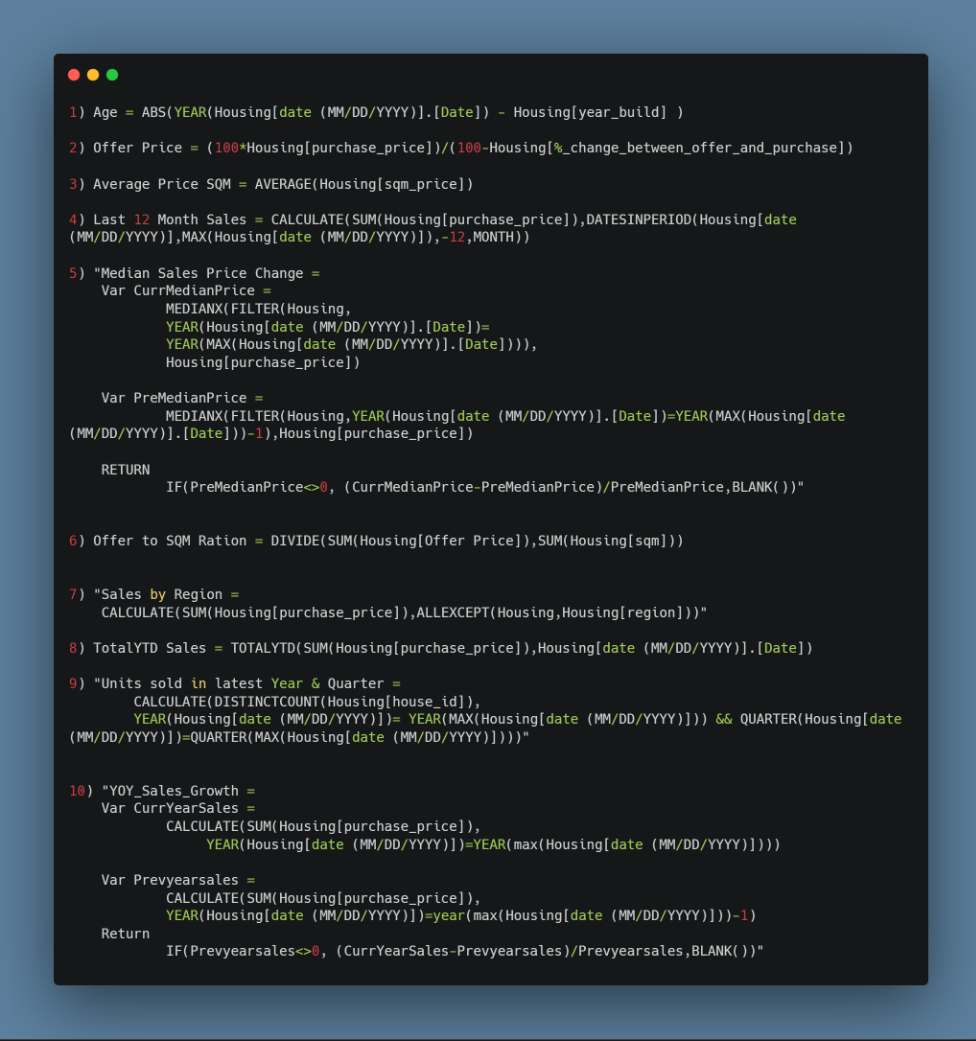 1) Age = ABS(YEAR(Housing[date (MM/DD/YYYY)].[Date]) - Housing[year_build] )
2) Offer Price = (100*Housing[purchase_price])/(100-Housing[%_change_between_offer_and_purchase])
3) Average Price SQM = AVERAGE(Housing[sqm_price])
4) Last 12 Month Sales = CALCULATE(SUM(Housing[purchase_price]),DATESINPERIOD(Housing[date
(MM/DD/YYYY)],MAX(Housing[date (MM/DD/YYYY)]),-12,MONTH))
5) "Median Sales Price Change =
Var CurrMedianPrice =
MEDIANX(FILTER(Housing,
YEAR(Housing[date (MM/DD/YYYY)].[Date])=
YEAR(MAX(Housing[date (MM/DD/YYYY)].[Date]))),
Housing[purchase_price])
Var PreMedianPrice =
MEDIANX(FILTER(Housing,YEAR(Housing[date (MM/DD/YYYY)].[Date])=YEAR(MAX(Housing[date
(MM/DD/YYYY)].[Date]))-1),Housing[purchase_price])
RETURN
IF(PreMedianPrice<>0, (CurrMedianPrice-PreMedianPrice)/PreMedianPrice,BLANK())"
6) Offer to SQM Ration = DIVIDE(SUM(Housing[Offer Price]),SUM(Housing[sqm]))
7) "Sales by Region =
CALCULATE(SUM(Housing[purchase_price]),ALLEXCEPT(Housing,Housing[region]))"
8) TotalYTD Sales = TOTALYTD(SUM(Housing[purchase_price]),Housing[date (MM/DD/YYYY)].[Date])
9) "Units sold in latest Year & Quarter =
CALCULATE(DISTINCTCOUNT(Housing[house_id]),
YEAR(Housing[date (MM/DD/YYYY)])= YEAR(MAX(Housing[date (MM/DD/YYYY)])) && QUARTER(Housing[date
(MM/DD/YYYY)])=QUARTER(MAX(Housing[date (MM/DD/YYYY)])))"
10) "YOY_Sales_Growth =
Var CurrYearSales =
CALCULATE(SUM(Housing[purchase_price]),
YEAR(Housing[date (MM/DD/YYYY)])=YEAR(max(Housing[date (MM/DD/YYYY)])))
Var Prevyearsales =
CALCULATE(SUM(Housing[purchase_price]),
YEAR(Housing[date (MM/DD/YYYY)])=year(max(Housing[date (MM/DD/YYYY)]))-1)
Return
IF(Prevyearsales<>0, (CurrYearSales-Prevyearsales)/Prevyearsales,BLANK())"